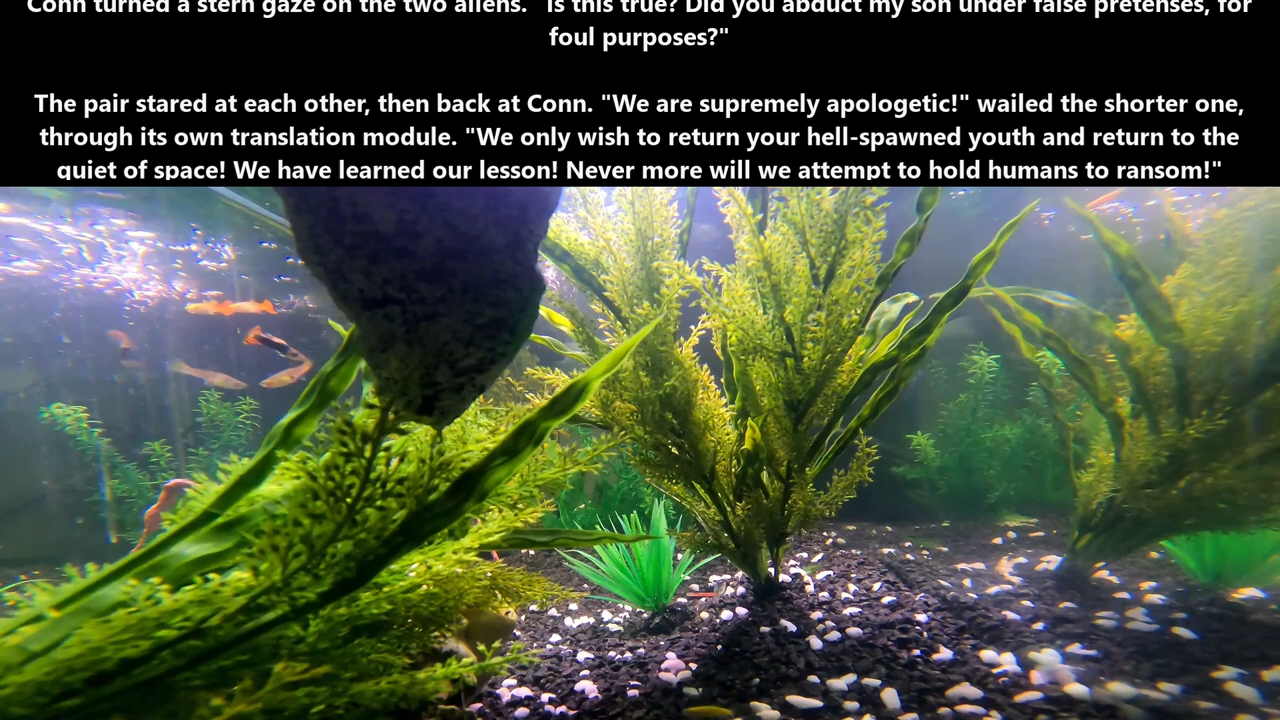 Conn turned a stern gaze on the two aliens. "Is this true? Did you abduct my son under false pretenses, for
foul purposes?"
The pair stared at each other, then back at Conn. "We are supremely apologetic!" wailed the shorter one,
through its own translation module. "We only wish to return your hell-spawned youth and return to the
quiet of space! We have learned our lesson! Never more will we attempt to hold humans to ransom!"